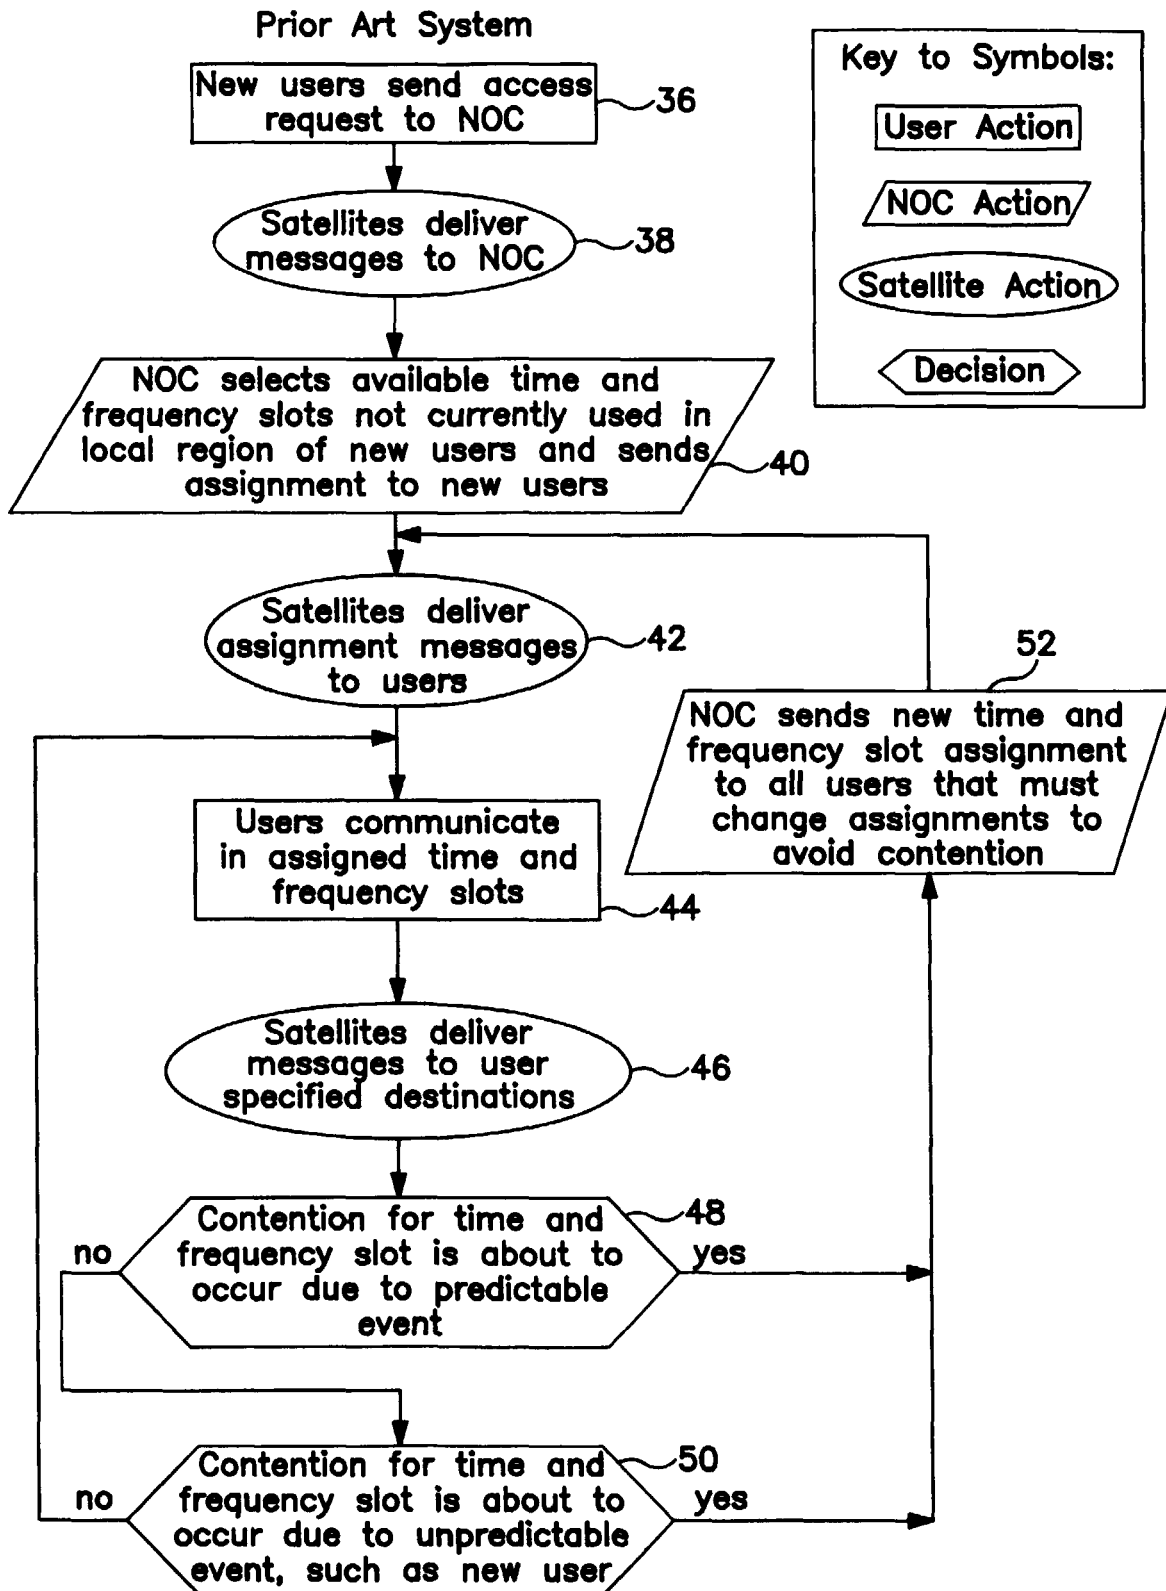 Prior Art System
New users send access
request to NOC
36
Satellites deliver
messages to NOC
38
NOC selects available time and
frequency slots not currently used in
local region of new users and sends
assignment to new users
40
Satellites deliver
assignment messages
to users
42
Users communicate
in assigned time and
frequency slots
44
Satellites deliver
messages to user
specified destinations
46
Contention for time and
frequency slot is about to
occur due to predictable
event
48
no
yes
Contention for time and
frequency slot is about to
occur due to unpredictable
event, such as new user
50
no
yes
52
NOC sends new time and
frequency slot assignment
to all users that must
change assignments to
avoid contention
Key to Symbols:
User Action
NOC Action
Satellite Action
Decision